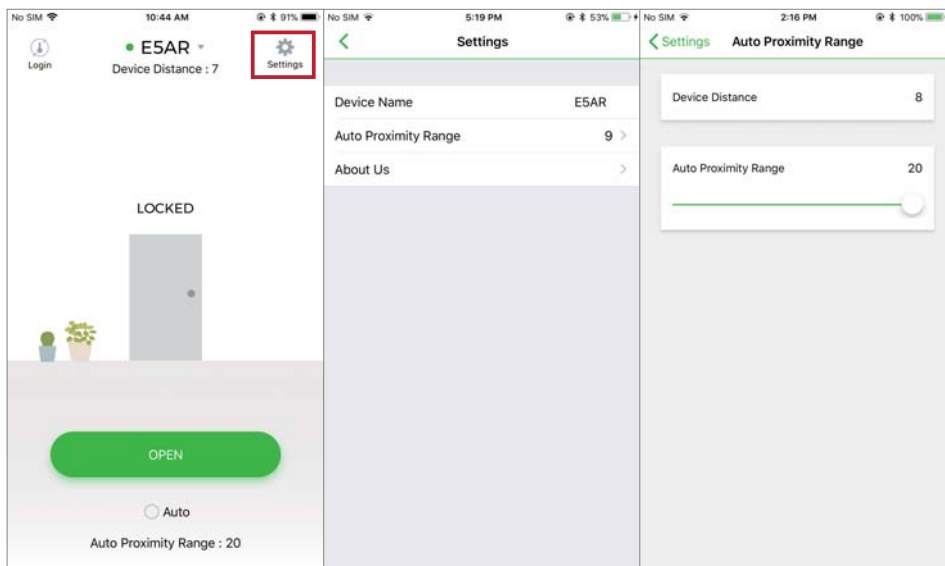 No SIM 10:44 AM 91%
Login
E5AR
Settings
Device Distance : 7
LOCKED
OPEN
Auto
Auto Proximity Range : 20
No SIM 5:19 PM 53%
Settings
Device Name E5AR
Auto Proximity Range 9
About Us
No SIM 2:16 PM 100%
Settings Auto Proximity Range
Device Distance 8
Auto Proximity Range 20